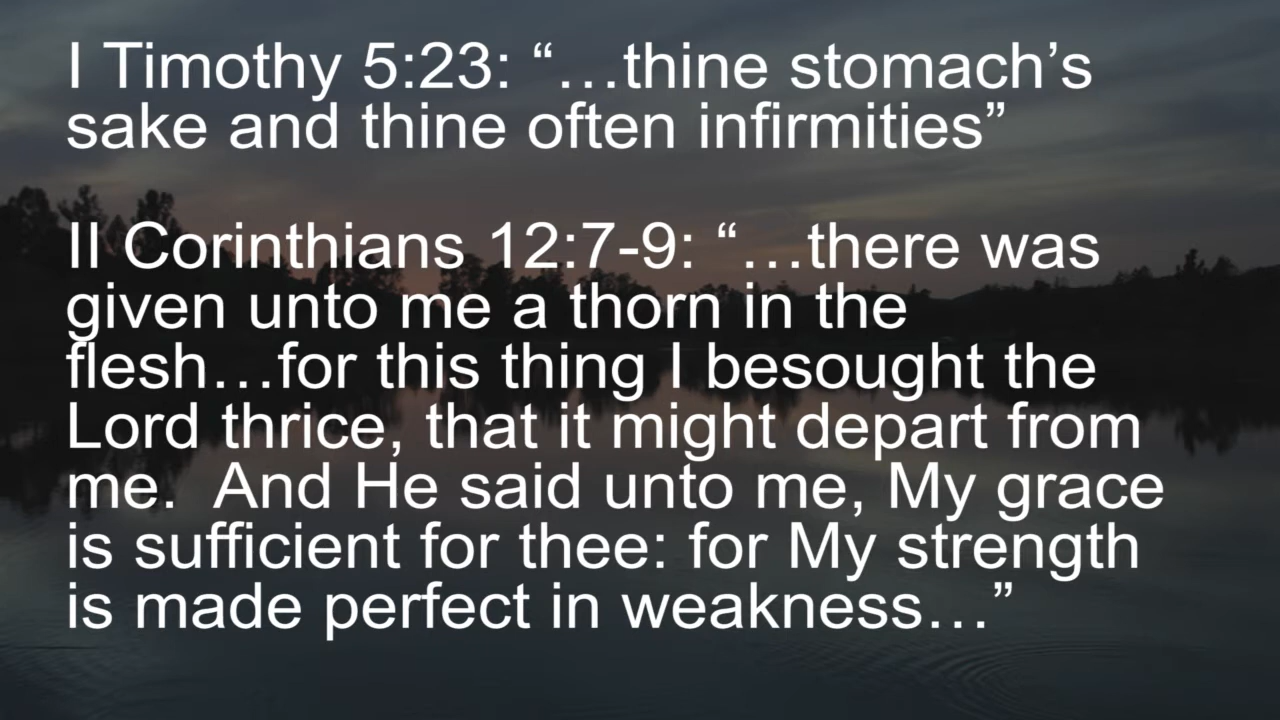 I Timothy 5:23: “…thine stomach’s
sake and thine often infirmities”
II Corinthians 12:7-9: “…there was
given unto me a thorn in the
flesh…for this thing I besought the
Lord thrice, that it might depart from
me.  And He said unto me, My grace
is sufficient for thee: for My strength
is made perfect in weakness…”